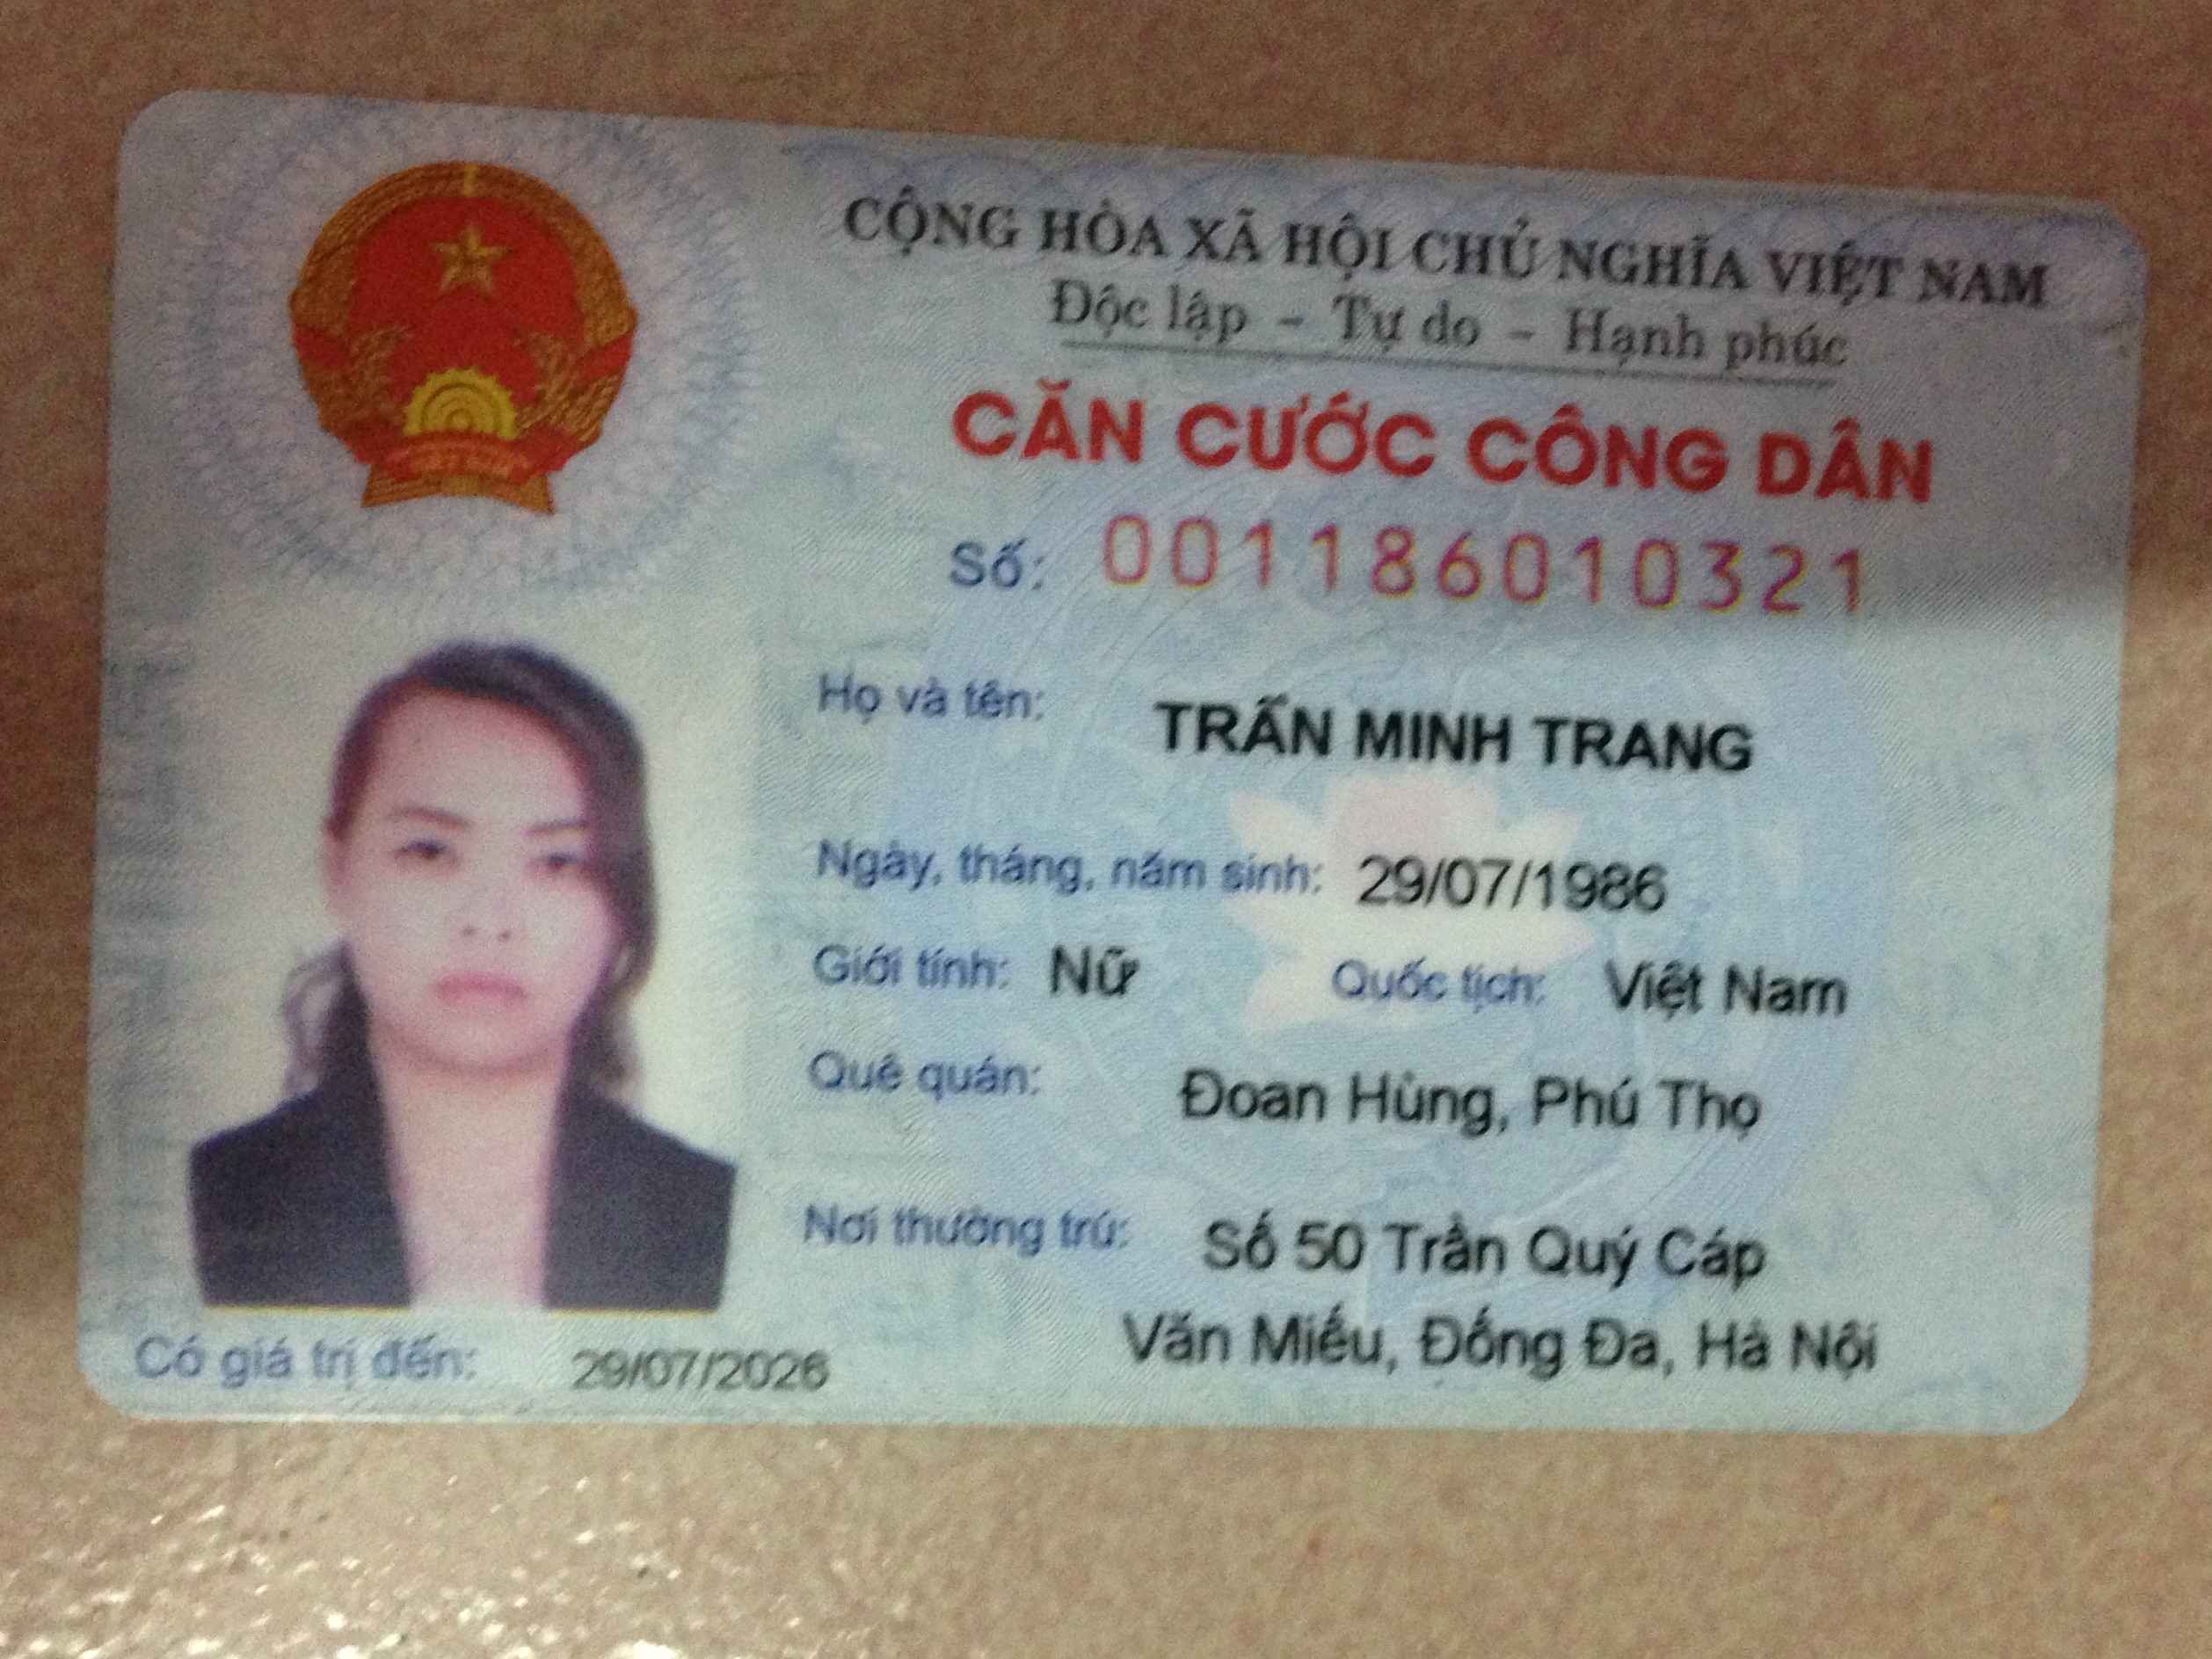 CỘNG HÒA XÃ HỘI CHỦ NGHĨA VIỆT NAM
Độc lập - Tự do - Hạnh phúc
CĂN CƯỚC CÔNG DÂN
Số: 001186010321
Họ và tên: TRẦN MINH TRANG
Ngày, tháng, năm sinh: 29/07/1986
Giới tính: Nữ Quốc tịch: Việt Nam
Quê quán: Đoan Hùng, Phú Thọ
Nơi thường trú: Số 50 Trần Quý Cáp
Văn Miếu, Đống Đa, Hà Nội
Có giá trị đến: 29/07/2026